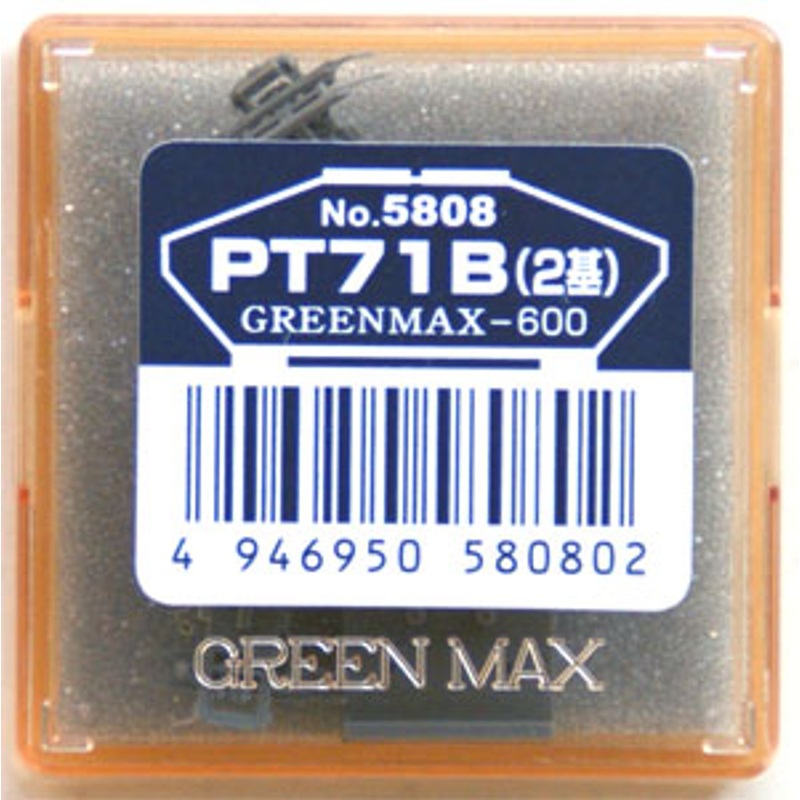 No.5808
PT71B(2基)
GREENMAX-600
4 946950 580802
GREEN MAX